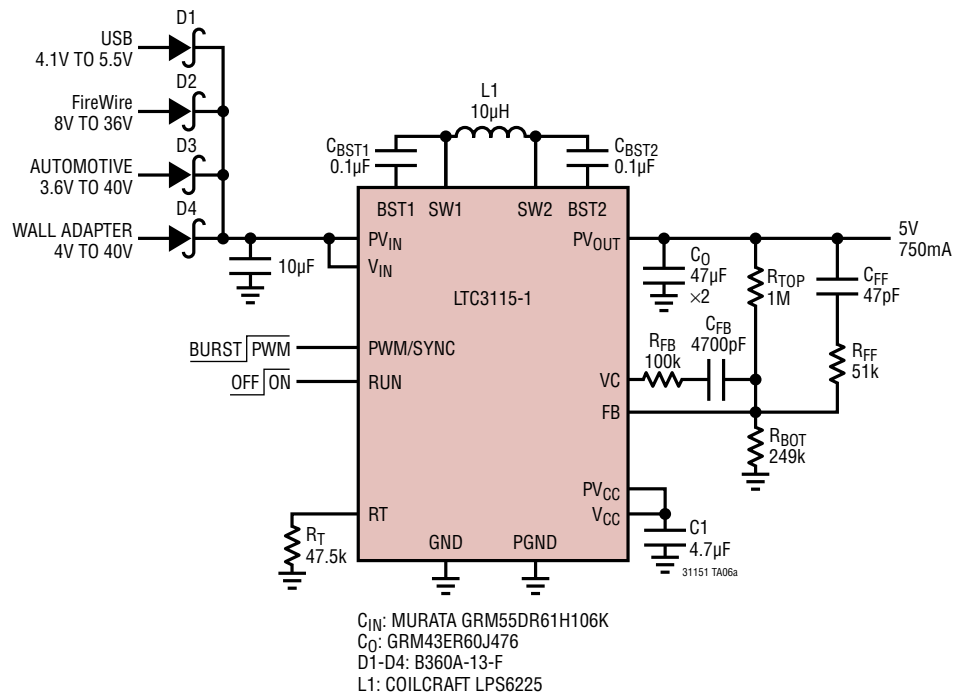 D1
USB
4.1V TO 5.5V
D2
FireWire
8V TO 36V
D3
AUTOMOTIVE
3.6V TO 40V
D4
WALL ADAPTER
4V TO 40V
10µF
L1
10µH
CBST1
0.1µF
CBST2
0.1µF
BST1 SW1 SW2 BST2
PVIN
VIN
PVOUT
LTC3115-1
BURST PWM
PWM/SYNC
OFF ON
RUN
5V
750mA
CO
47µF
×2
RTOP
1M
CFF
47pF
CFB
4700pF
RFB
100k
RFF
51k
VC
FB
RBOT
249k
PVCC
VCC
C1
4.7µF
31151 TA06a
RT
RT
47.5k
GND PGND
CIN: MURATA GRM55DR61H106K
CO: GRM43ER60J476
D1-D4: B360A-13-F
L1: COILCRAFT LPS6225